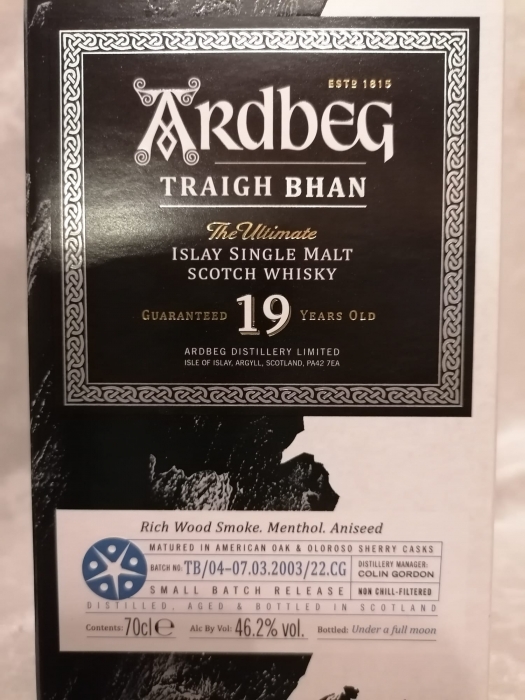 ESTD 1815
ARDBEG
TRAIGH BHAN
The Ultimate
ISLAY SINGLE MALT
SCOTCH WHISKY
GUARANTEED 19 YEARS OLD
ARDBEG DISTILLERY LIMITED
ISLE OF ISLAY, ARGYLL, SCOTLAND, PA42 7EA
Rich Wood Smoke. Menthol. Aniseed
MATURED IN AMERICAN OAK & OLOROSO SHERRY CASKS
BATCH NO: TB/04-07.03.2003/22.CG
DISTILLERY MANAGER:
COLIN GORDON
SMALL BATCH RELEASE
NON CHILL-FILTERED
DISTILLED, AGED & BOTTLED IN SCOTLAND
Contents: 70cl e Alc By Vol: 46.2% vol. Bottled: Under a full moon